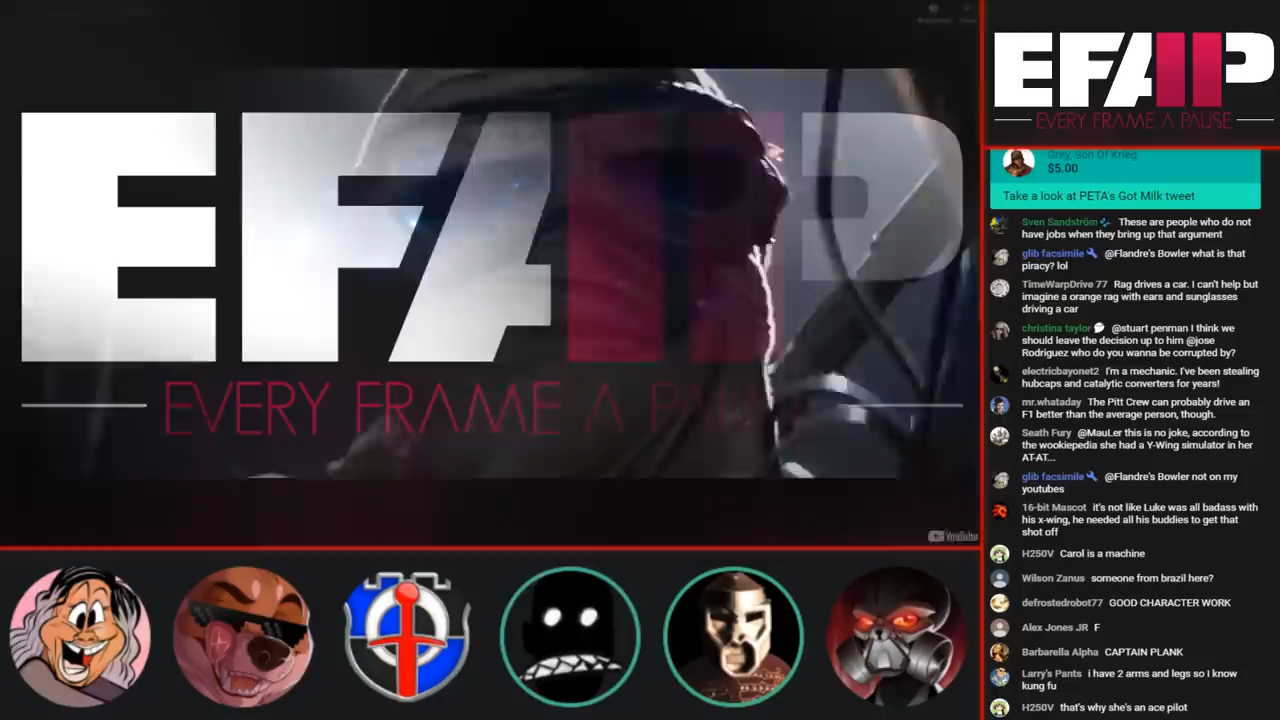 EFAP
EVERY FRAME A PAUSE
YouTube
EFAP
EVERY FRAME A PAUSE
Grey, Son Of Krieg
$5.00
Take a look at PETA's Got Milk tweet
Sven Sandström These are people who do not
have jobs when they bring up that argument
glib facsimile @Flandre's Bowler what is that
piracy? lol
TimeWarpDrive 77 Rag drives a car. I can't help but
imagine a orange rag with ears and sunglasses
driving a car
christina taylor @stuart penman I think we
should leave the decision up to him @jose
Rodriguez who do you wanna be corrupted by?
electricbayonet2 I'm a mechanic. I've been stealing
hubcaps and catalytic converters for years!
mr.whataday The Pitt Crew can probably drive an
F1 better than the average person, though.
Seath Fury @MauLer this is no joke, according to
the wookiepedia she had a Y-Wing simulator in her
AT-AT...
glib facsimile @Flandre's Bowler not on my
youtubes
16-bit Mascot it's not like Luke was all badass with
his x-wing, he needed all his buddies to get that
shot off
H250V Carol is a machine
Wilson Zanus someone from brazil here?
defrostedrobot77 GOOD CHARACTER WORK
Alex Jones JR F
Barbarella Alpha CAPTAIN PLANK
Larry's Pants i have 2 arms and legs so I know
kung fu
H250V that's why she's an ace pilot